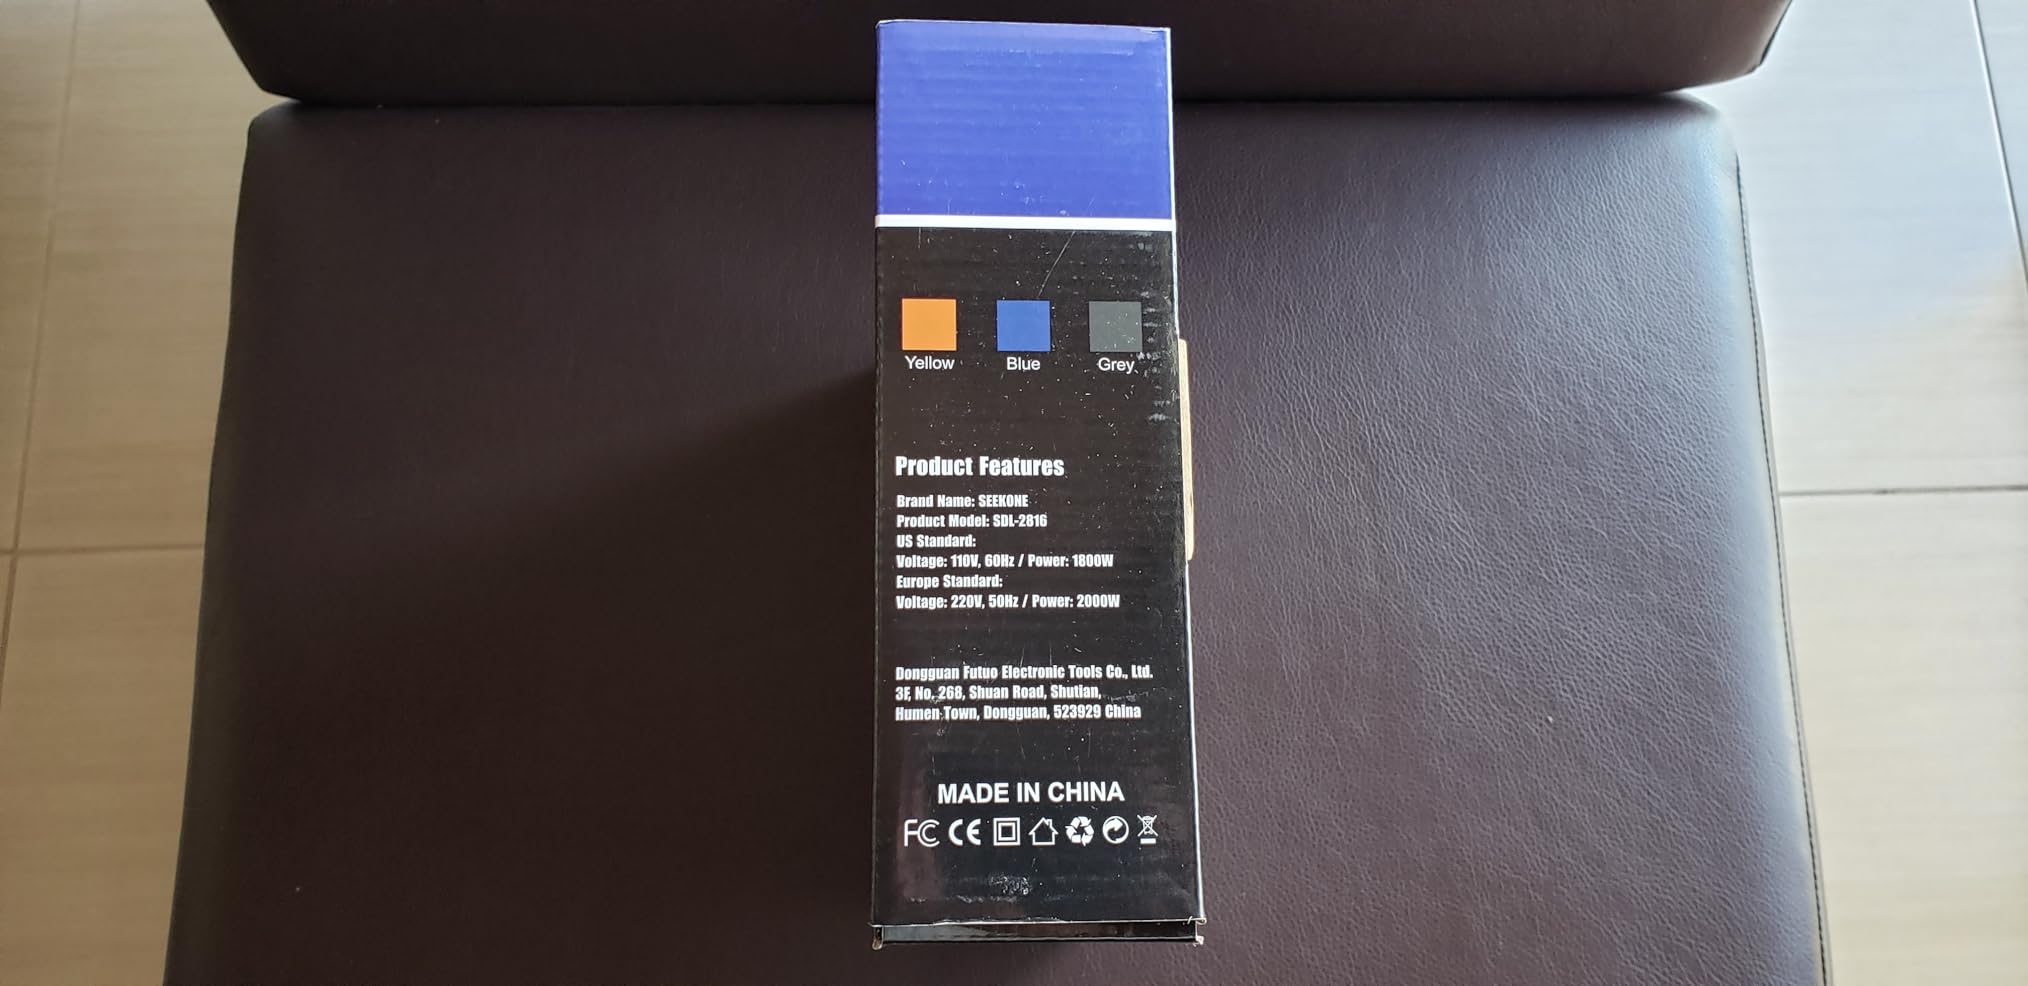 Yellow Blue Grey
Product Features
Brand Name: SEEKONE
Product Model: SDL-2816
US Standard:
Voltage: 110V, 60Hz / Power: 1800W
Europe Standard:
Voltage: 220V, 50Hz / Power: 2000W
Dongguan Futuo Electronic Tools Co., Ltd.
3F, No. 268, Shuan Road, Shutian,
Humen Town, Dongguan, 523929 China
MADE IN CHINA
FC CE